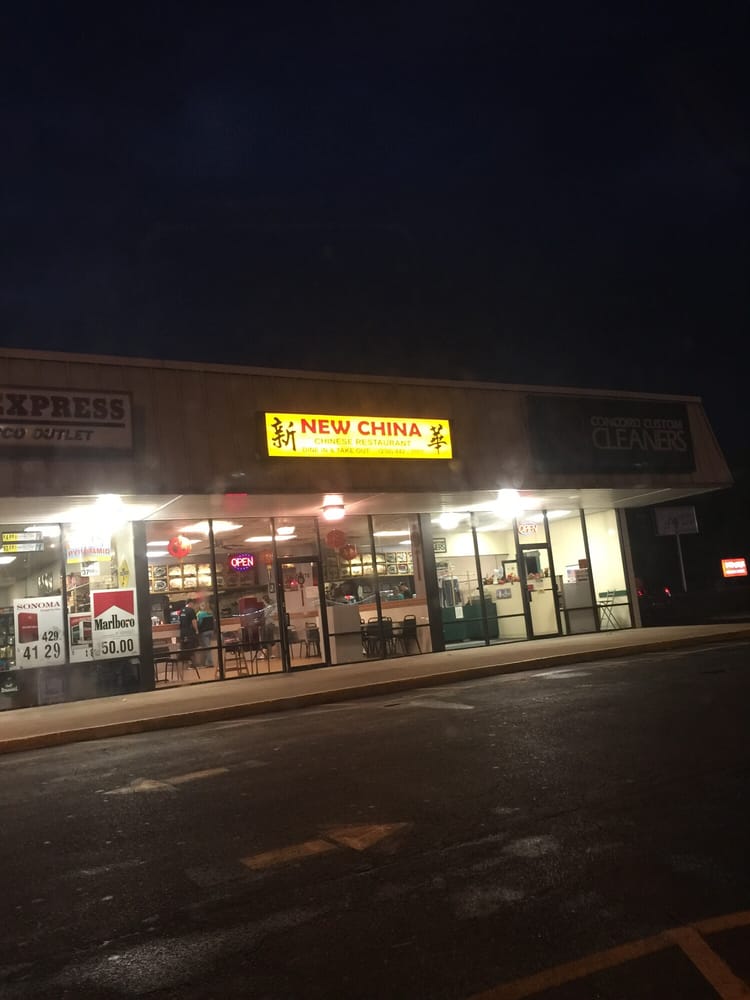 EXPRESS
CCO OUTLET
新 NEW CHINA 華
CHINESE RESTAURANT
DINE IN & TAKE OUT
CONCORD CUSTOM
CLEANERS
OPEN
OPEN
SONOMA
429
41 29
Marlboro
50.00